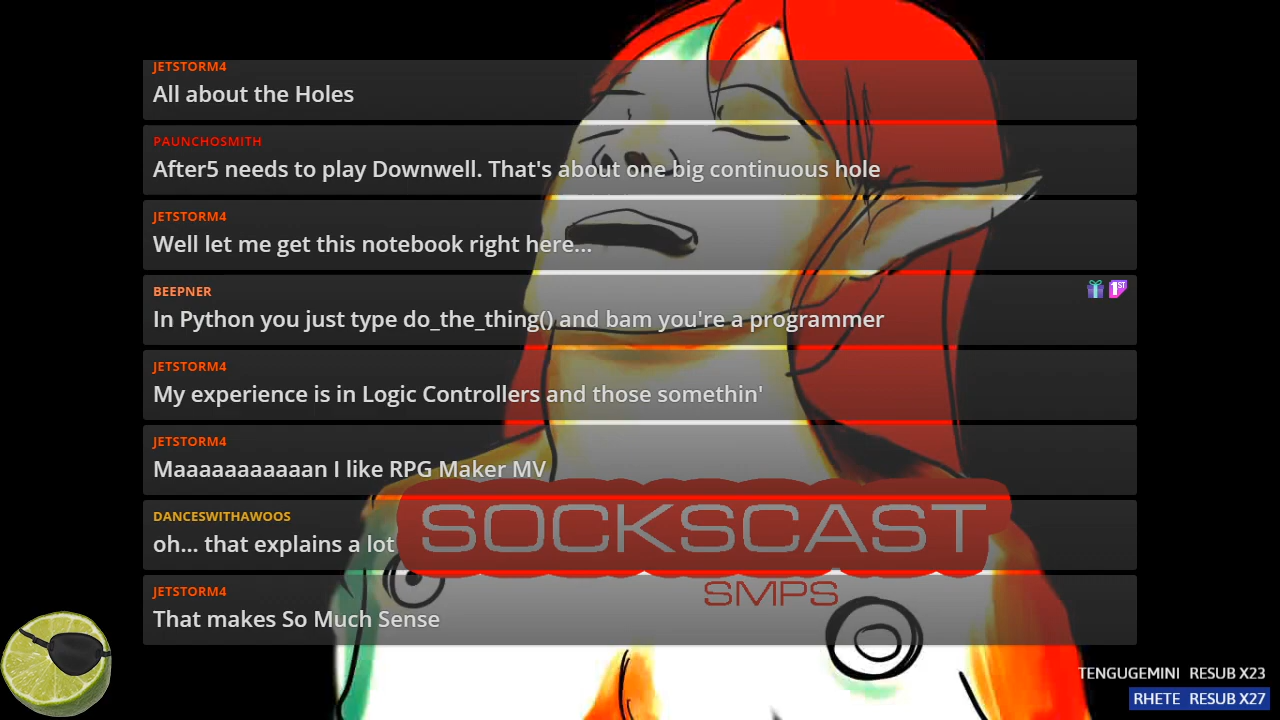 JETSTORM4
All about the Holes
PAUNCHOSMITH
After5 needs to play Downwell. That's about one big continuous hole
JETSTORM4
Well let me get this notebook right here...
BEEPNER
1ST
In Python you just type do_the_thing() and bam you're a programmer
JETSTORM4
My experience is in Logic Controllers and those somethin'
JETSTORM4
Maaaaaaaaaaan I like RPG Maker MV
DANCESWITHAWOOS
oh... that explains a lot
SOCKSCAST
SMPS
JETSTORM4
That makes So Much Sense
TENGUGEMINI RESUB X23
RHETE RESUB X27